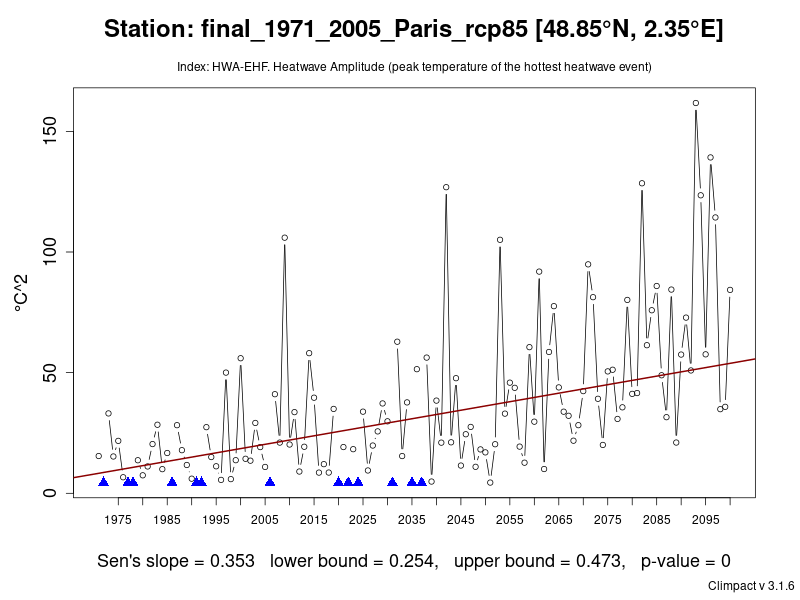 Station: final_1971_2005_Paris_rcp85 [48.85°N, 2.35°E]
Index: HWA-EHF. Heatwave Amplitude (peak temperature of the hottest heatwave event)
150
100
50
0
°C^2
1975 1985 1995 2005 2015 2025 2035 2045 2055 2065 2075 2085 2095
Sen's slope = 0.353 lower bound = 0.254, upper bound = 0.473, p-value = 0
Climpact v 3.1.6